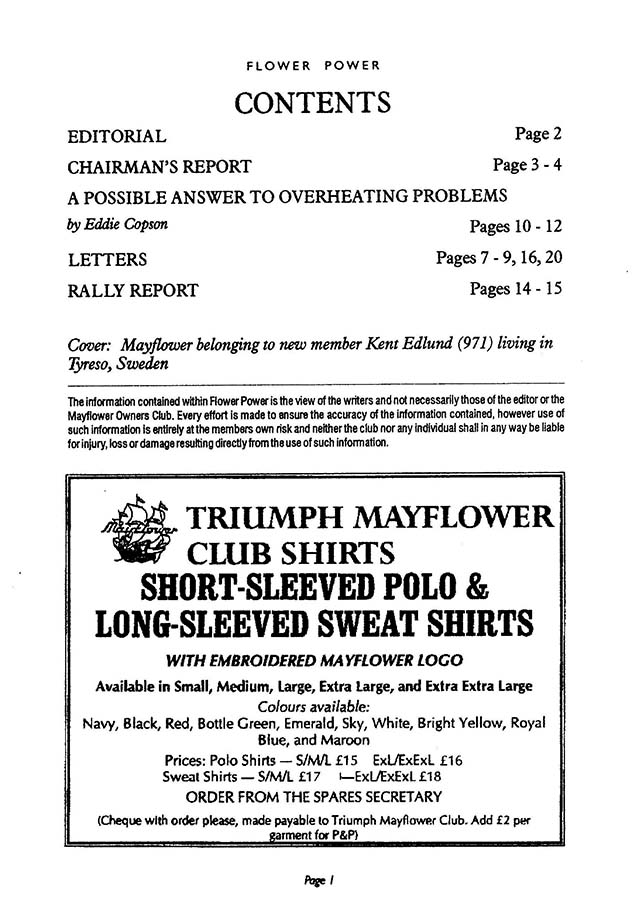 FLOWER POWER
CONTENTS
EDITORIAL Page 2
CHAIRMAN'S REPORT Page 3 - 4
A POSSIBLE ANSWER TO OVERHEATING PROBLEMS
by Eddie Copson Pages 10 - 12
LETTERS Pages 7 - 9, 16, 20
RALLY REPORT Pages 14 - 15
Cover: Mayflower belonging to new member Kent Edlund (971) living in
Tyreso, Sweden
The information contained within Flower Power is the view of the writers and not necessarily those of the editor or the
Mayflower Owners Club. Every effort is made to ensure the accuracy of the information contained, however use of
such information is entirely at the members own risk and neither the club nor any individual shall in any way be liable
for injury, loss or damage resulting directly from the use of such information.
Mayflower
TRIUMPH MAYFLOWER
CLUB SHIRTS
SHORT-SLEEVED POLO &
LONG-SLEEVED SWEAT SHIRTS
WITH EMBROIDERED MAYFLOWER LOGO
Available in Small, Medium, Large, Extra Large, and Extra Extra Large
Colours available:
Navy, Black, Red, Bottle Green, Emerald, Sky, White, Bright Yellow, Royal
Blue, and Maroon
Prices: Polo Shirts — S/M/L £15 ExL/ExExL £16
Sweat Shirts — S/M/L £17 —ExL/ExExL £18
ORDER FROM THE SPARES SECRETARY
(Cheque with order please, made payable to Triumph Mayflower Club. Add £2 per
garment for P&P)
Page 1